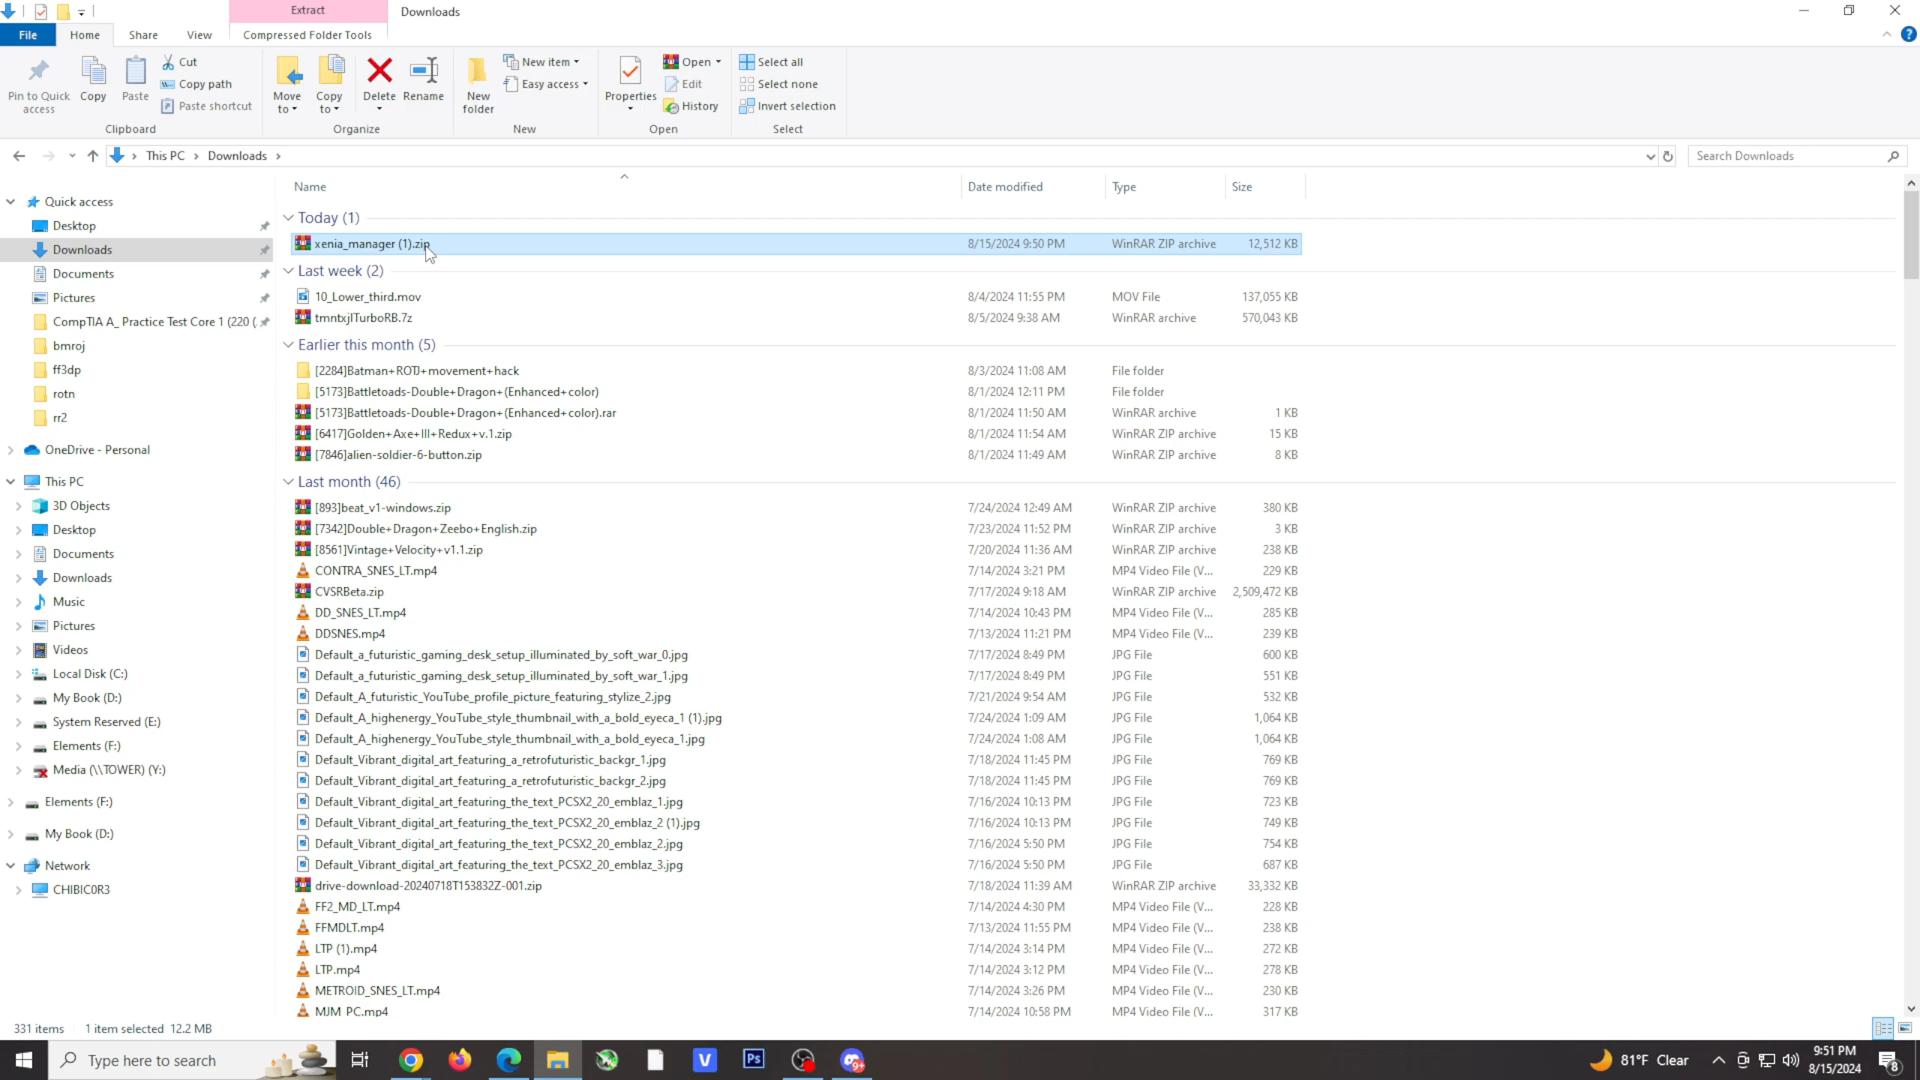 Extract
Downloads
File
Home
Share
View
Compressed Folder Tools
Pin to Quick access
Copy
Paste
Cut
Copy path
Paste shortcut
Clipboard
Move to
Copy to
Delete
Rename
Organize
New folder
New item
Easy access
New
Properties
Open
Edit
History
Open
Select all
Select none
Invert selection
Select
This PC > Downloads >
Search Downloads
Name Date modified Type Size
Quick access
Desktop
Downloads
Documents
Pictures
CompTIA A_ Practice Test Core 1 (220 (
bmroj
ff3dp
rotn
rr2
OneDrive - Personal
This PC
3D Objects
Desktop
Documents
Downloads
Music
Pictures
Videos
Local Disk (C:)
My Book (D:)
System Reserved (E:)
Elements (F:)
Media (\\TOWER) (Y:)
Elements (F:)
My Book (D:)
Network
CHIBIC0R3
Today (1)
xenia_manager (1).zip 8/15/2024 9:50 PM WinRAR ZIP archive 12,512 KB
Last week (2)
10_Lower_third.mov 8/4/2024 11:55 PM MOV File 137,055 KB
tmntxjlTurboRB.7z 8/5/2024 9:38 AM WinRAR archive 570,043 KB
Earlier this month (5)
[2284]Batman+ROTJ+movement+hack 8/3/2024 11:08 AM File folder
[5173]Battletoads-Double+Dragon+(Enhanced+color) 8/1/2024 12:11 PM File folder
[5173]Battletoads-Double+Dragon+(Enhanced+color).rar 8/1/2024 11:50 AM WinRAR archive 1 KB
[6417]Golden+Axe+III+Redux+v.1.zip 8/1/2024 11:54 AM WinRAR ZIP archive 15 KB
[7846]alien-soldier-6-button.zip 8/1/2024 11:49 AM WinRAR ZIP archive 8 KB
Last month (46)
[893]beat_v1-windows.zip 7/24/2024 12:49 AM WinRAR ZIP archive 380 KB
[7342]Double+Dragon+Zeebo+English.zip 7/23/2024 11:52 PM WinRAR ZIP archive 3 KB
[8561]Vintage+Velocity+v1.1.zip 7/20/2024 11:36 AM WinRAR ZIP archive 238 KB
CONTRA_SNES_LT.mp4 7/14/2024 3:21 PM MP4 Video File (V... 229 KB
CVSRBeta.zip 7/17/2024 9:18 AM WinRAR ZIP archive 2,509,472 KB
DD_SNES_LT.mp4 7/14/2024 10:43 PM MP4 Video File (V... 285 KB
DDSNES.mp4 7/13/2024 11:21 PM MP4 Video File (V... 239 KB
Default_a_futuristic_gaming_desk_setup_illuminated_by_soft_war_0.jpg 7/17/2024 8:49 PM JPG File 600 KB
Default_a_futuristic_gaming_desk_setup_illuminated_by_soft_war_1.jpg 7/17/2024 8:49 PM JPG File 551 KB
Default_A_futuristic_YouTube_profile_picture_featuring_stylize_2.jpg 7/21/2024 9:54 AM JPG File 532 KB
Default_A_highenergy_YouTube_style_thumbnail_with_a_bold_eyeca_1 (1).jpg 7/24/2024 1:09 AM JPG File 1,064 KB
Default_A_highenergy_YouTube_style_thumbnail_with_a_bold_eyeca_1.jpg 7/24/2024 1:08 AM JPG File 1,064 KB
Default_Vibrant_digital_art_featuring_a_retrofuturistic_backgr_1.jpg 7/18/2024 11:45 PM JPG File 769 KB
Default_Vibrant_digital_art_featuring_a_retrofuturistic_backgr_2.jpg 7/18/2024 11:45 PM JPG File 769 KB
Default_Vibrant_digital_art_featuring_the_text_PCSX2_20_emblaz_1.jpg 7/16/2024 10:13 PM JPG File 723 KB
Default_Vibrant_digital_art_featuring_the_text_PCSX2_20_emblaz_2 (1).jpg 7/16/2024 10:13 PM JPG File 749 KB
Default_Vibrant_digital_art_featuring_the_text_PCSX2_20_emblaz_2.jpg 7/16/2024 5:50 PM JPG File 754 KB
Default_Vibrant_digital_art_featuring_the_text_PCSX2_20_emblaz_3.jpg 7/16/2024 5:50 PM JPG File 687 KB
drive-download-20240718T153832Z-001.zip 7/18/2024 11:39 AM WinRAR ZIP archive 33,332 KB
FF2_MD_LT.mp4 7/14/2024 4:30 PM MP4 Video File (V... 228 KB
FFMDLT.mp4 7/13/2024 11:55 PM MP4 Video File (V... 238 KB
LTP (1).mp4 7/14/2024 3:14 PM MP4 Video File (V... 272 KB
LTP.mp4 7/14/2024 3:12 PM MP4 Video File (V... 278 KB
METROID_SNES_LT.mp4 7/14/2024 3:26 PM MP4 Video File (V... 230 KB
MJM_PC.mp4 7/14/2024 10:58 PM MP4 Video File (V... 317 KB
331 items 1 item selected 12.2 MB
Type here to search
V
Ps
9+
81°F Clear
9:51 PM
8/15/2024
8